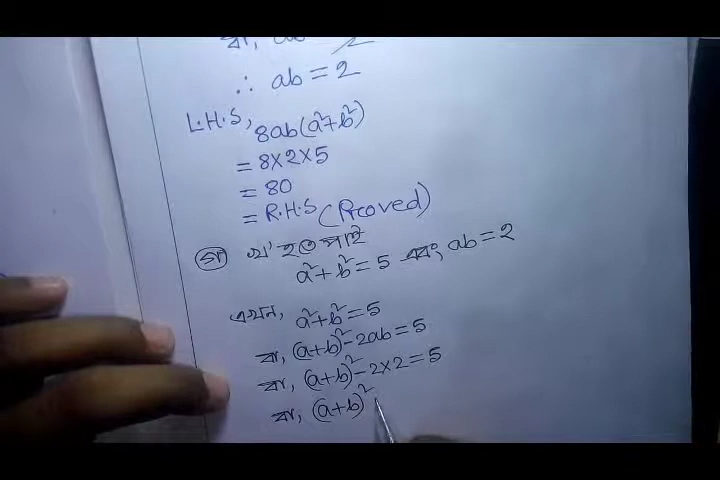 ∴ ab = 2
L.H.S, 8ab(a²+b²)
= 8×2×5
= 80
= R.H.S (Proved)
গ খ' হতে পাই
a²+b² = 5 এবং, ab = 2
এখন, a²+b² = 5
বা, (a+b)² - 2ab = 5
বা, (a+b)² - 2×2 = 5
বা, (a+b)²